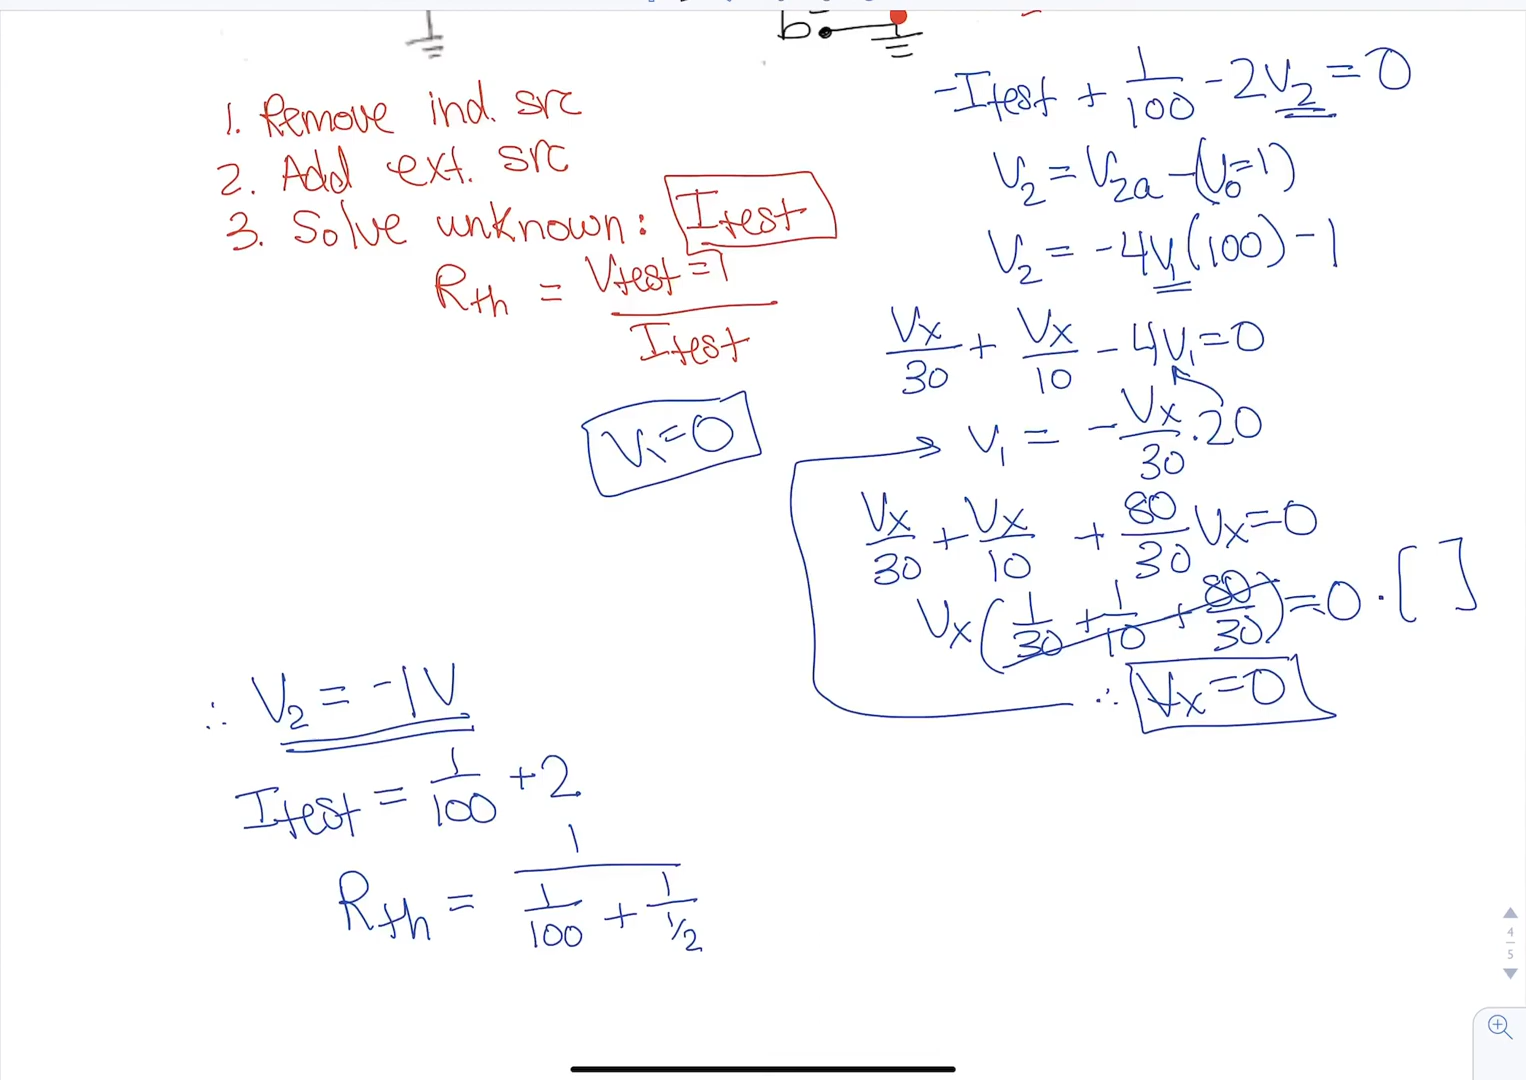 b
1. Remove ind. src
2. Add ext. src
3. Solve unknown: Itest
Rth = Vtest=1 / Itest
V₁=0
-Itest + 1/100 - 2V₂ = 0
V₂ = V₂a - (V₀=1)
V₂ = -4V₁(100) - 1
Vx/30 + Vx/10 - 4V₁ = 0
V₁ = -Vx/30 · 20
Vx/30 + Vx/10 + 80/30 Vx = 0
Vx(1/30 + 1/10 + 80/30) = 0 · [ ]
∴ Vx = 0
∴ V₂ = -1V
Itest = 1/100 + 2
Rth = 1 / (1/100 + 1/(1/2))
4
5